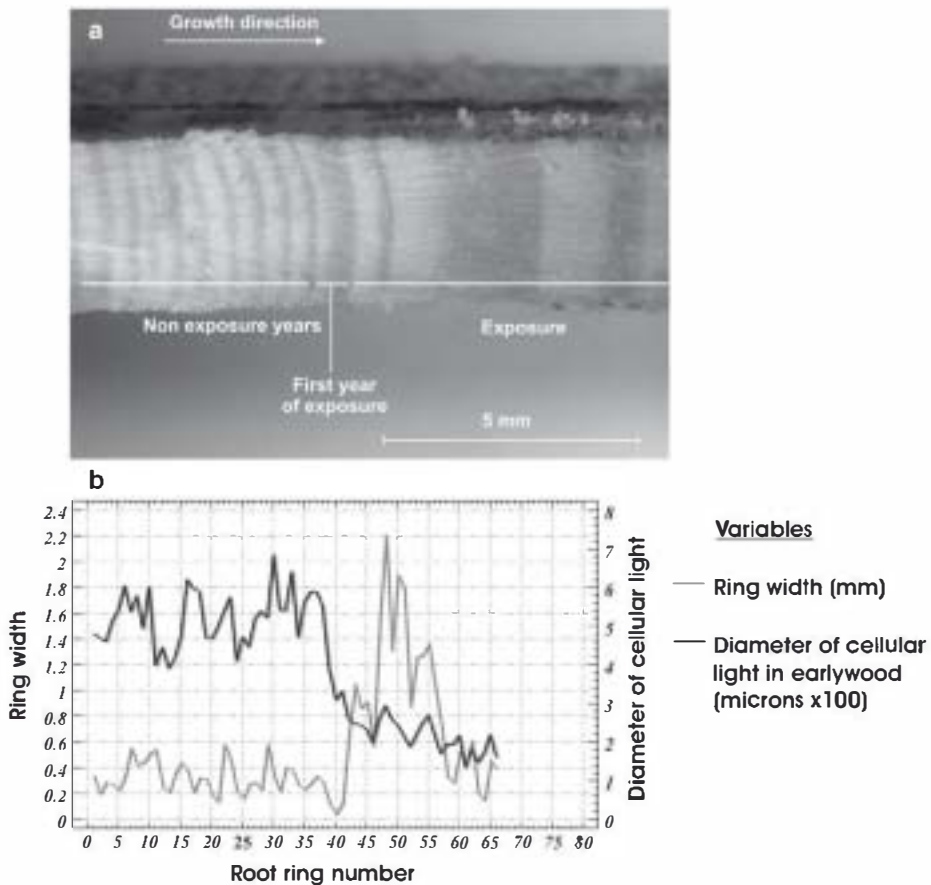 a
Growth direction
Non exposure years
Exposure
First year
of exposure
5 mm
b
2.4
2.2
2
1.8
1.6
1.4
1.2
1
0.8
0.6
0.4
0.2
0
Ring width
8
7
6
5
4
3
2
1
0
Diameter of cellular light
0 5 10 15 20 25 30 35 40 45 50 55 60 65 70 75 80
Root ring number
Variables
Ring width (mm)
Diameter of cellular
light in earlywood
(microns x100)